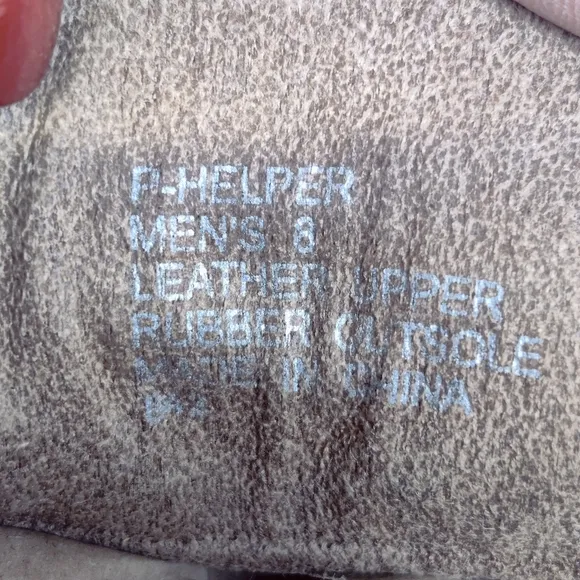 P-HELPER
MEN'S 8
LEATHER UPPER
RUBBER OUTSOLE
MADE IN CHINA